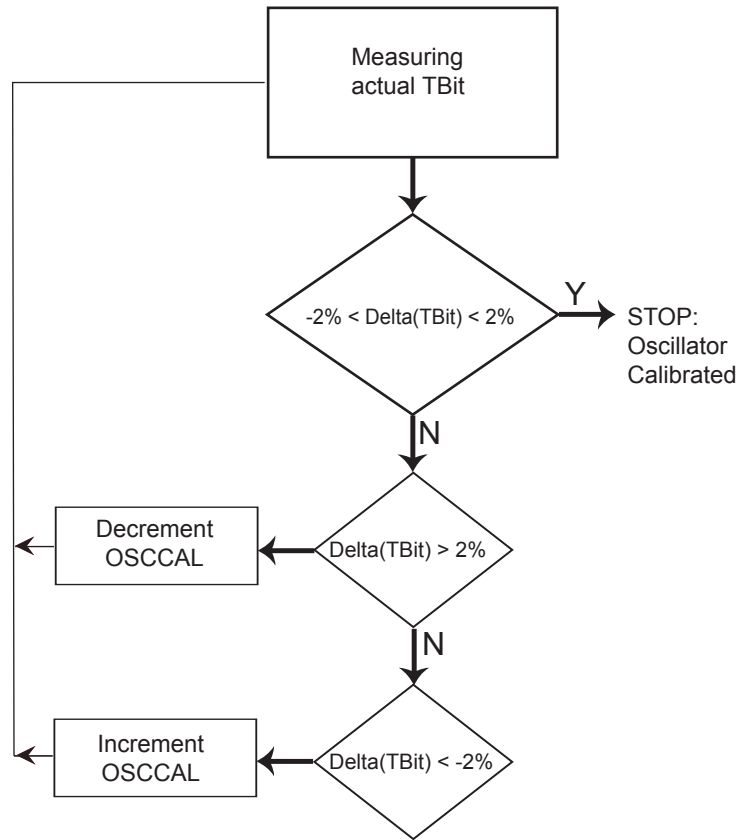 Measuring
actual TBit
-2% < Delta(TBit) < 2%
Y
STOP:
Oscillator
Calibrated
N
Delta(TBit) > 2%
Decrement
OSCCAL
N
Delta(TBit) < -2%
Increment
OSCCAL